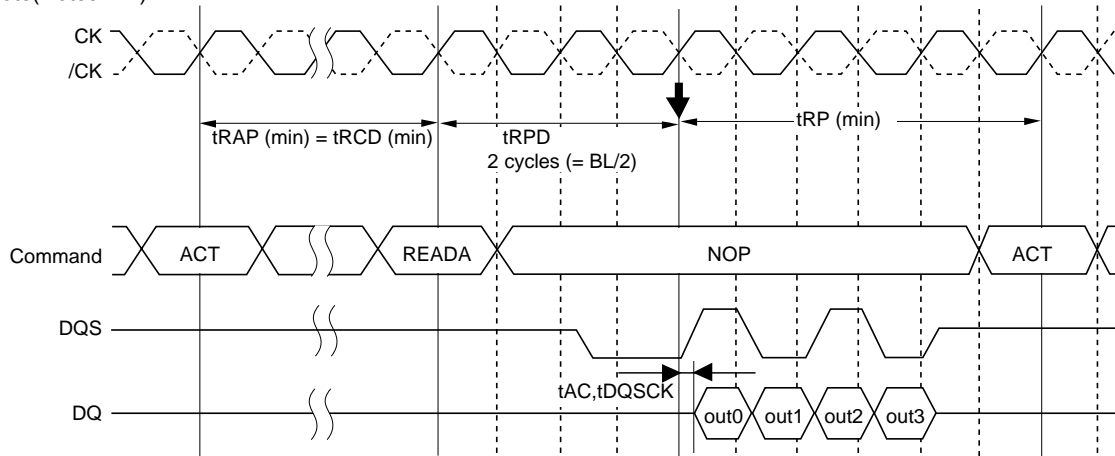 CK
/CK
tRAP (min) = tRCD (min)
tRPD
2 cycles (= BL/2)
tRP (min)
Command
ACT
READA
NOP
ACT
DQS
tAC,tDQSCK
DQ
out0
out1
out2
out3